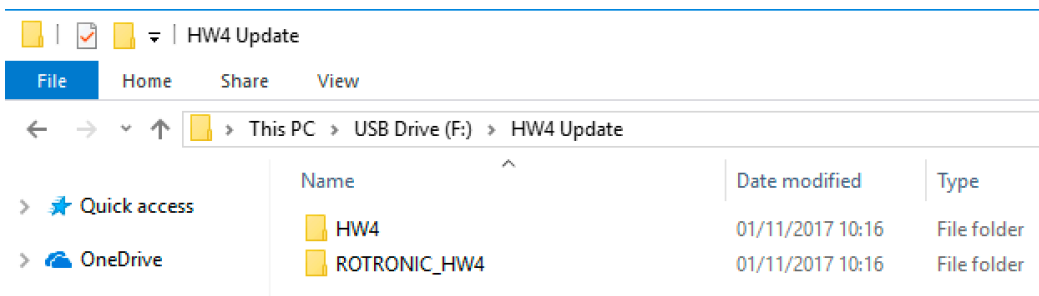 HW4 Update
File Home Share View
This PC > USB Drive (F:) > HW4 Update
Name Date modified Type
Quick access
HW4 01/11/2017 10:16 File folder
OneDrive
ROTRONIC_HW4 01/11/2017 10:16 File folder